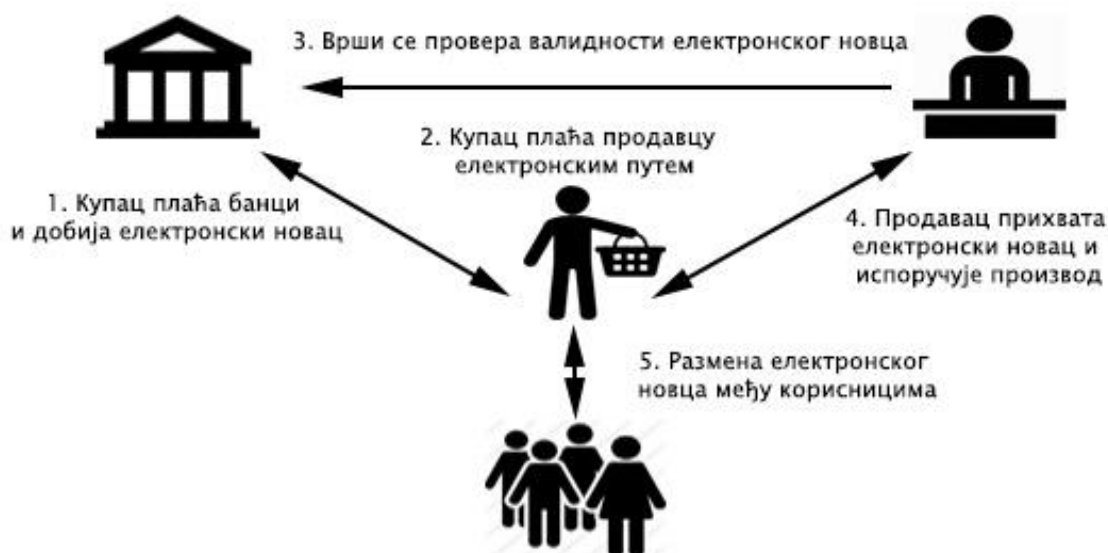 3. Врши се провера валидности електронског новца
2. Купац плаћа продавцу
електронским путем
1. Купац плаћа банци
и добија електронски новац
4. Продавац прихвата
електронски новац и
испоручује производ
5. Размена електронског
новца међу корисницима